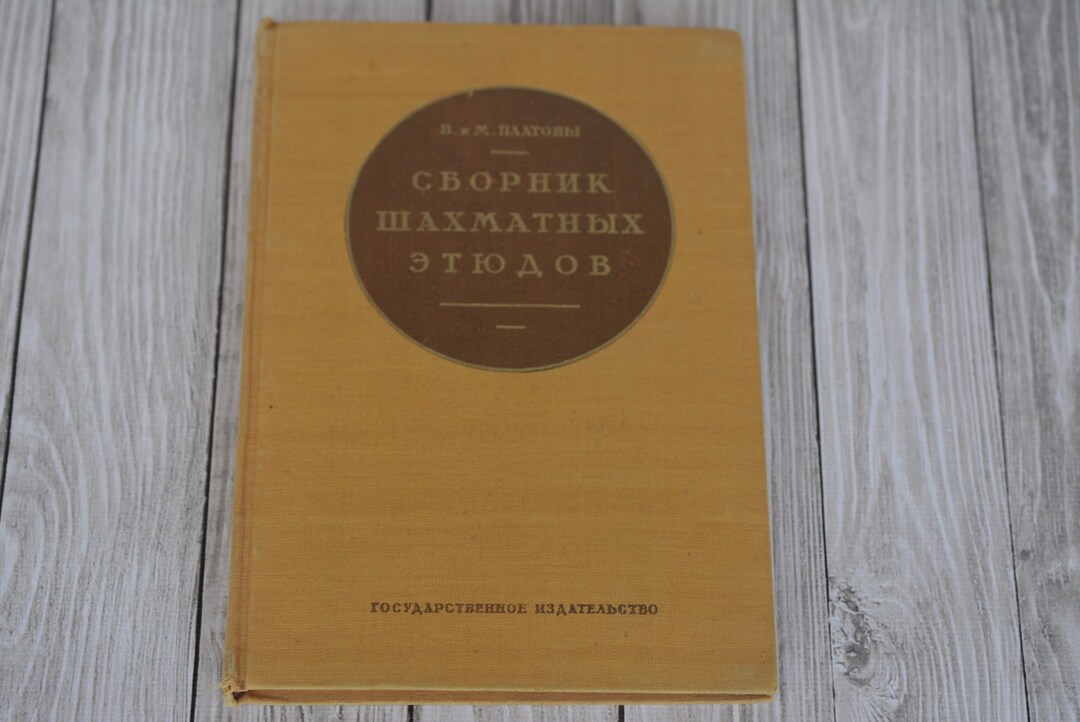 В. и М. ПЛАТОВЫ
СБОРНИК
ШАХМАТНЫХ
ЭТЮДОВ
ГОСУДАРСТВЕННОЕ ИЗДАТЕЛЬСТВО